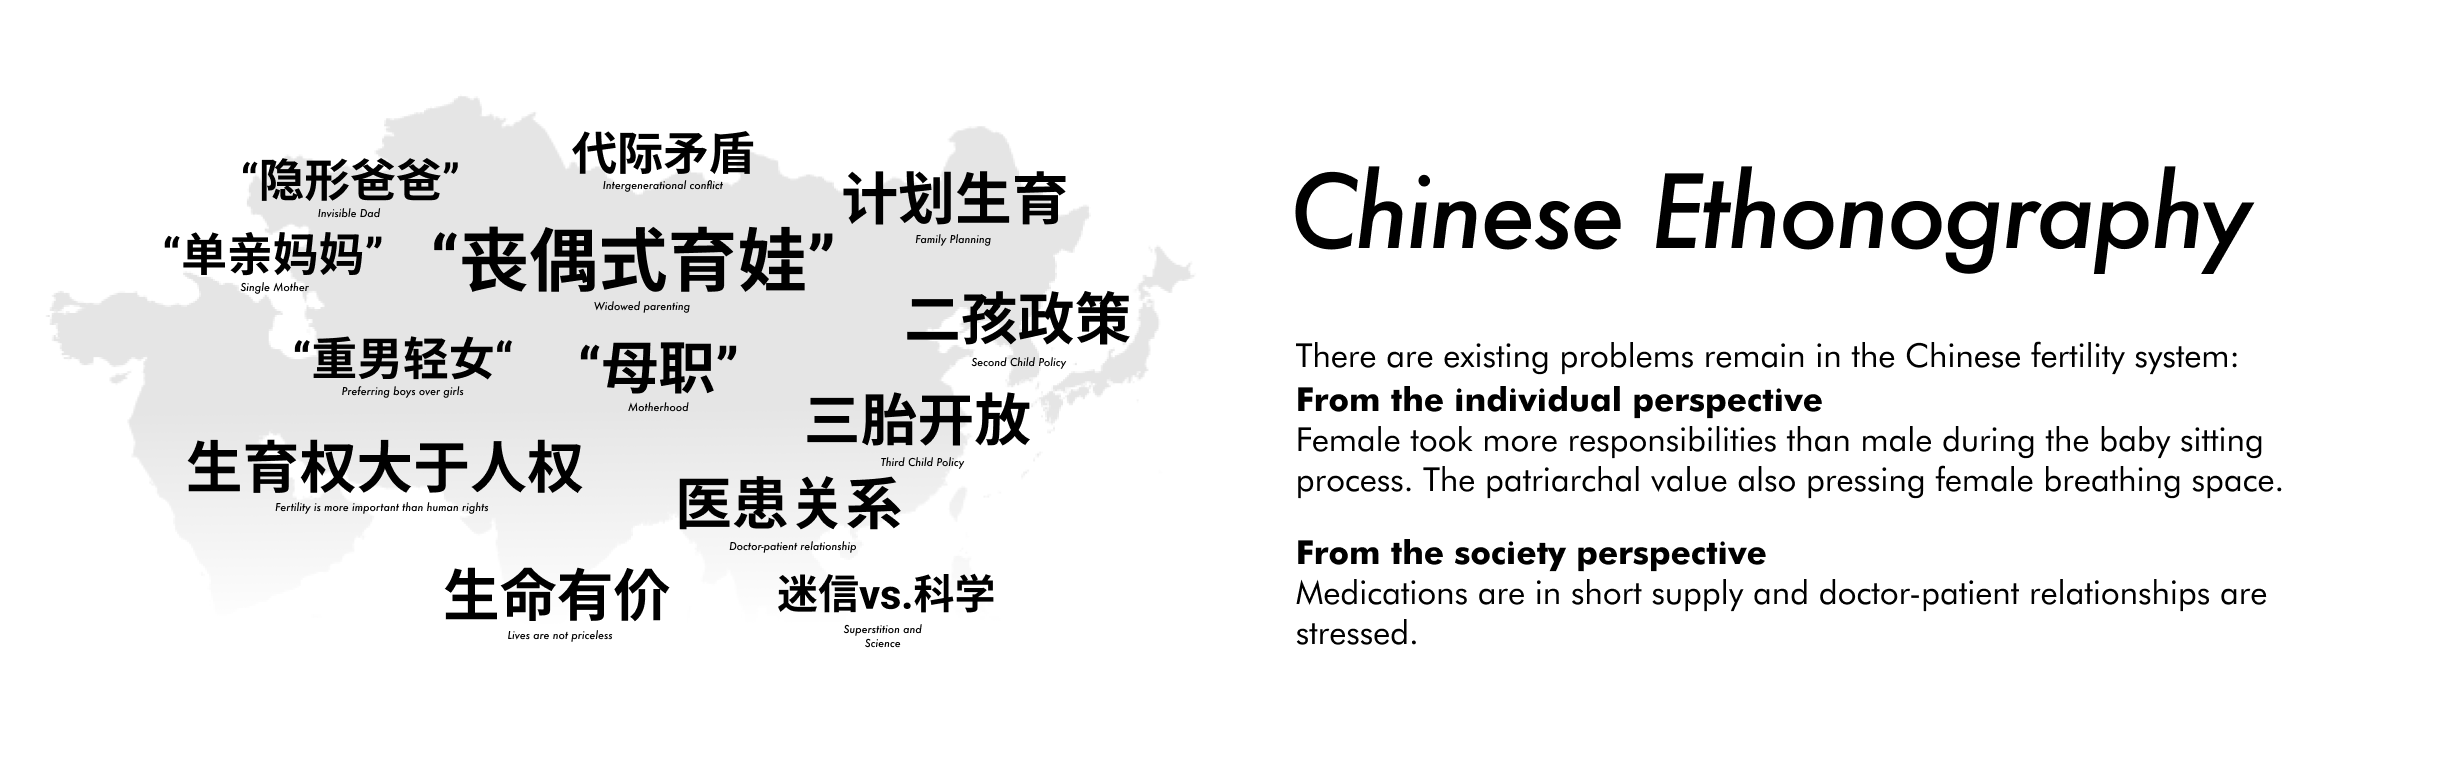 “隐形爸爸”
Invisible Dad
代际矛盾
Intergenerational conflict
计划生育
Family Planning
“单亲妈妈”
Single Mother
“丧偶式育娃”
Widowed parenting
二孩政策
Second Child Policy
“重男轻女“
Preferring boys over girls
“母职”
Motherhood
三胎开放
Third Child Policy
生育权大于人权
Fertility is more important than human rights
医患关系
Doctor-patient relationship
生命有价
Lives are not priceless
迷信vs.科学
Superstition and
Science
Chinese Ethonography
There are existing problems remain in the Chinese fertility system:
From the individual perspective
Female took more responsibilities than male during the baby sitting
process. The patriarchal value also pressing female breathing space.
From the society perspective
Medications are in short supply and doctor-patient relationships are
stressed.